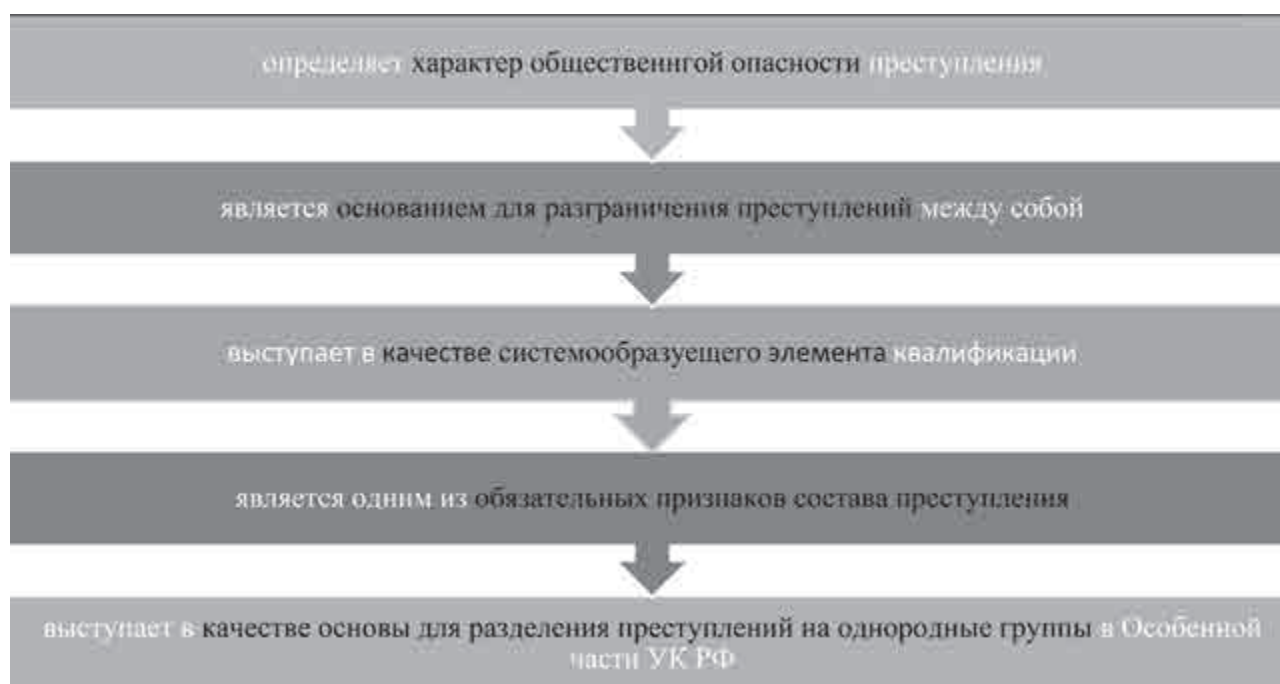 определяет характер общественнгой опасности преступления
является основанием для разграничения преступлений между собой
выступает в качестве системообразуещего элемента квалификации
является одним из обязательных признаков состава преступления
выступает в качестве основы для разделения преступлений на однородные группы в Особенной
части УК РФ